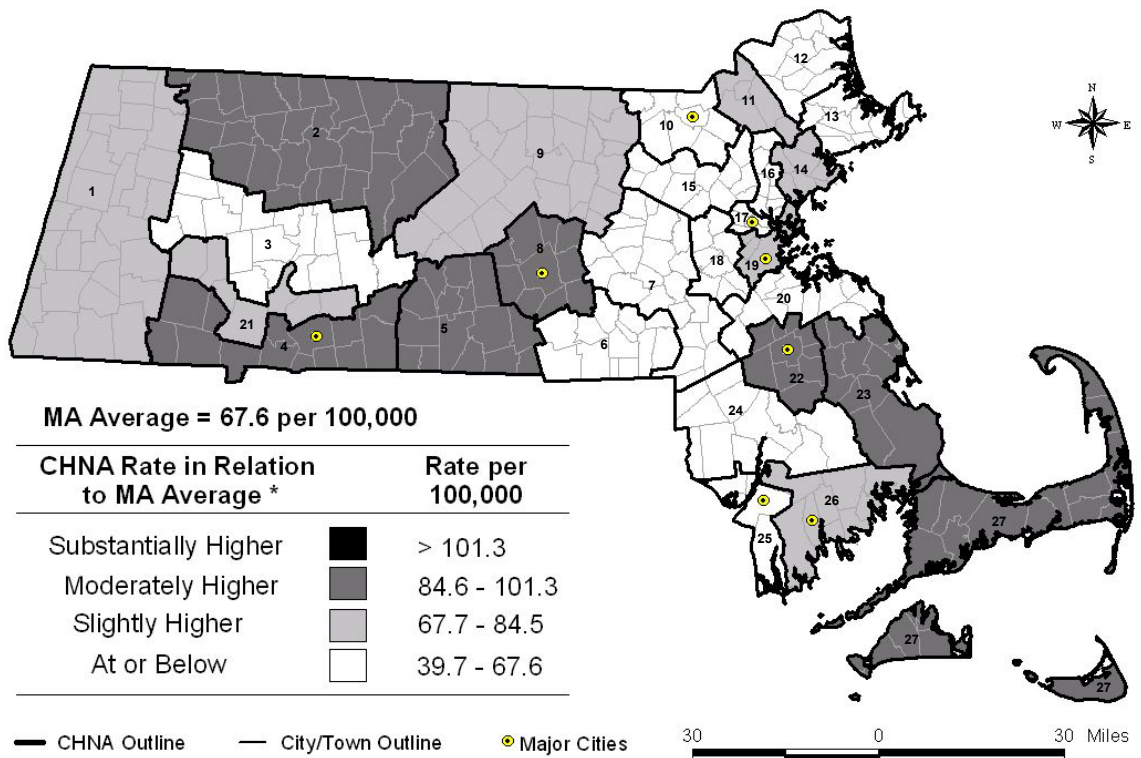 12
11
10
13
2
N
W E
S
9
16
14
15
1
17
3
8
19
18
7
20
21
5
4
6
22
23
MA Average = 67.6 per 100,000
24
CHNA Rate in Relation
to MA Average *
Rate per
100,000
26
27
25
Substantially Higher
> 101.3
Moderately Higher
84.6 - 101.3
Slightly Higher
67.7 - 84.5
27
At or Below
39.7 - 67.6
27
CHNA Outline
City/Town Outline
Major Cities
30 0 30 Miles